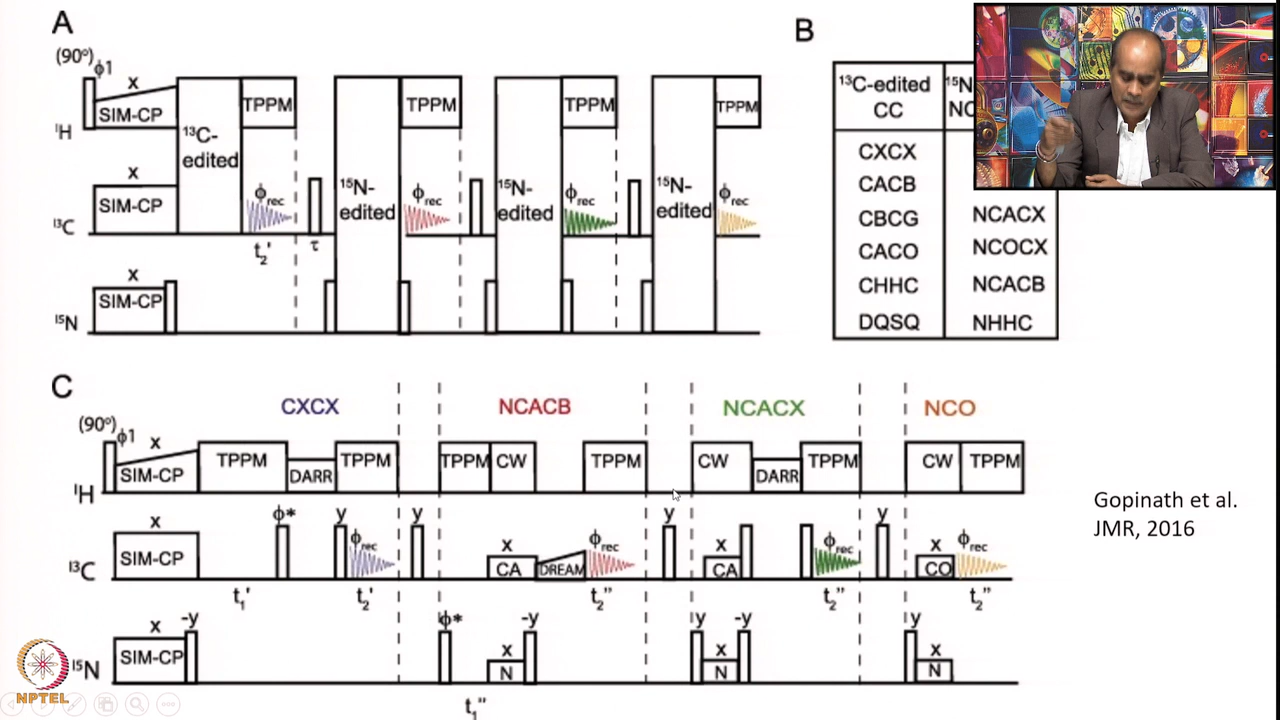 A
(90º) ϕ1
x
SIM-CP
¹³C-edited
TPPM
¹⁵N-edited
TPPM
¹⁵N-edited
TPPM
¹⁵N-edited
TPPM
¹H
x
SIM-CP
ϕrec
ϕrec
ϕrec
ϕrec
¹³C
t₂'
τ
x
SIM-CP
¹⁵N
B
¹³C-edited CC
CXCX
CACB
CBCG NCACX
CACO NCOCX
CHHC NCACB
DQSQ NHHC
C
CXCX NCACB NCACX NCO
(90º) ϕ1
x
SIM-CP TPPM DARR TPPM TPPM CW TPPM CW DARR TPPM CW TPPM
¹H
x ϕ* y ϕrec y x ϕrec y x ϕrec y x ϕrec
SIM-CP CA DREAM CA CO
¹³C
t₁' t₂' t₂'' t₂'' t₂''
x -y ϕ* x -y y x -y y x
SIM-CP N N N
¹⁵N
t₁''
Gopinath et al.
JMR, 2016
NPTEL